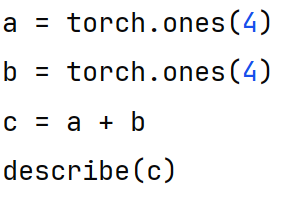 a = torch.ones(4)
b = torch.ones(4)
c = a + b
describe(c)